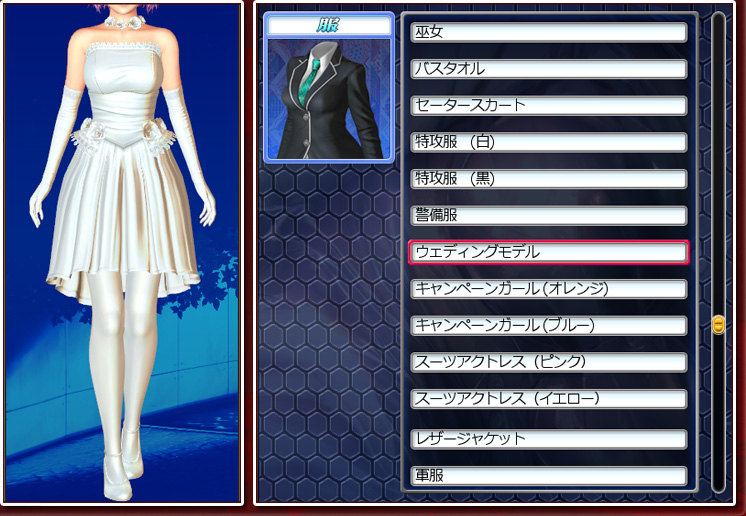 服
巫女
バスタオル
セータースカート
特攻服 (白)
特攻服 (黒)
警備服
ウェディングモデル
キャンペーンガール(オレンジ)
キャンペーンガール(ブルー)
スーツアクトレス (ピンク)
スーツアクトレス (イエロー)
レザージャケット
軍服